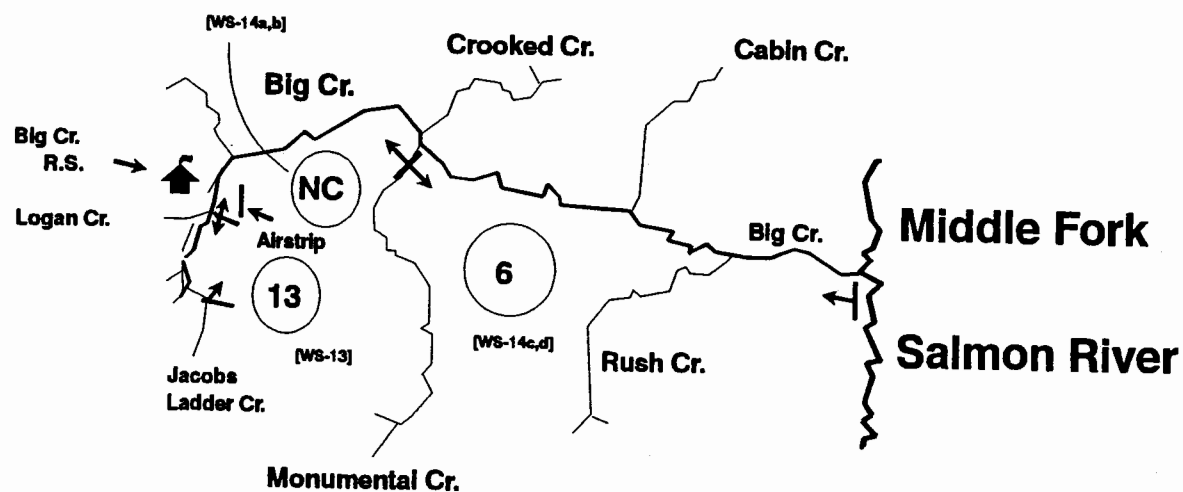 [WS-14a,b]
Crooked Cr.
Cabin Cr.
Big Cr.
Big Cr.
R.S.
NC
Logan Cr.
Airstrip
Middle Fork
Big Cr.
6
13
[WS-13]
[WS-14c,d]
Rush Cr.
Salmon River
Jacobs
Ladder Cr.
Monumental Cr.